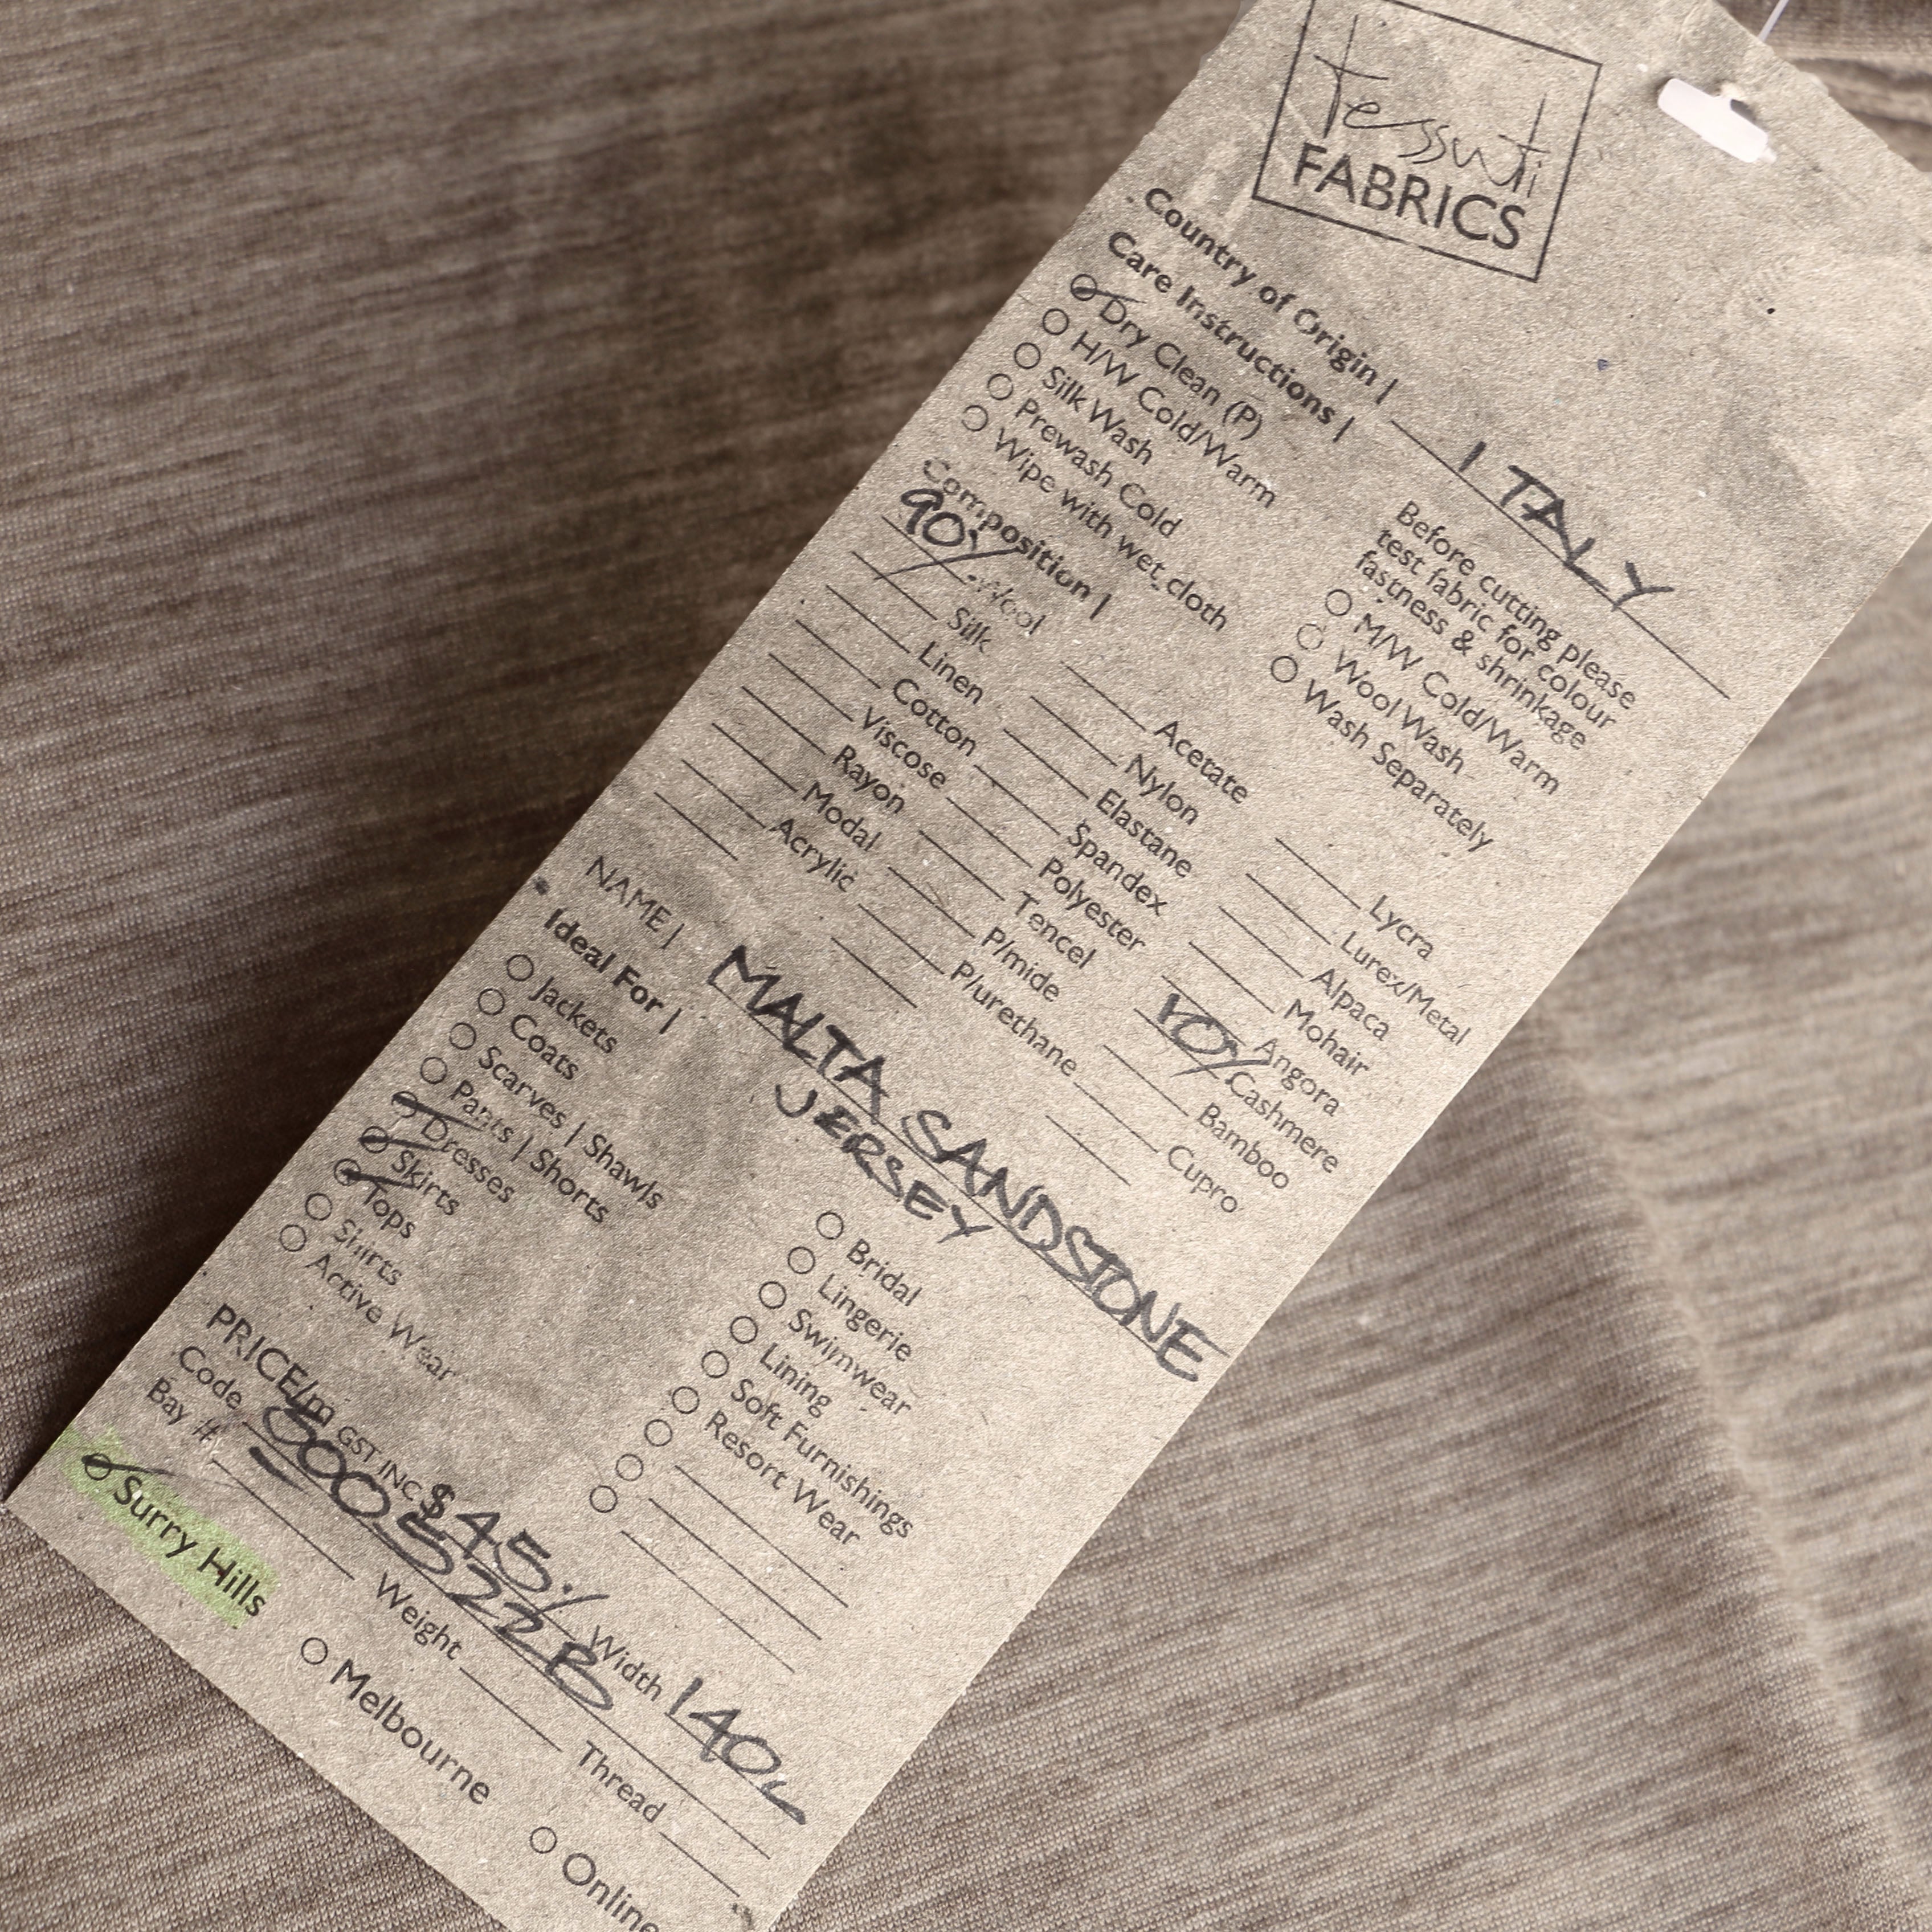 tessuti
FABRICS
Country of Origin | ITALY
Care Instructions |
Dry Clean (P)
H/W Cold/Warm
Silk Wash
Prewash Cold
Wipe with wet cloth
Before cutting please
test fabric for colour
fastness & shrinkage
M/W Cold/Warm
Wool Wash
Wash Separately
Composition |
90% Wool
Silk
Linen
Cotton
Viscose
Rayon
Modal
Acrylic
Acetate
Nylon
Elastane
Spandex
Polyester
Tencel
P/mide
P/urethane
Lycra
Lurex/Metal
Alpaca
Mohair
Angora
10% Cashmere
Bamboo
Cupro
NAME | MALTA SANDSTONE
JERSEY
Ideal For |
Jackets
Coats
Scarves | Shawls
Pants | Shorts
Dresses
Skirts
Tops
Shirts
Active Wear
Bridal
Lingerie
Swimwear
Lining
Soft Furnishings
Resort Wear
PRICE/m GST INC $45 Width 140
Code 500522B
Bay # Weight Thread
Surry Hills Melbourne Online